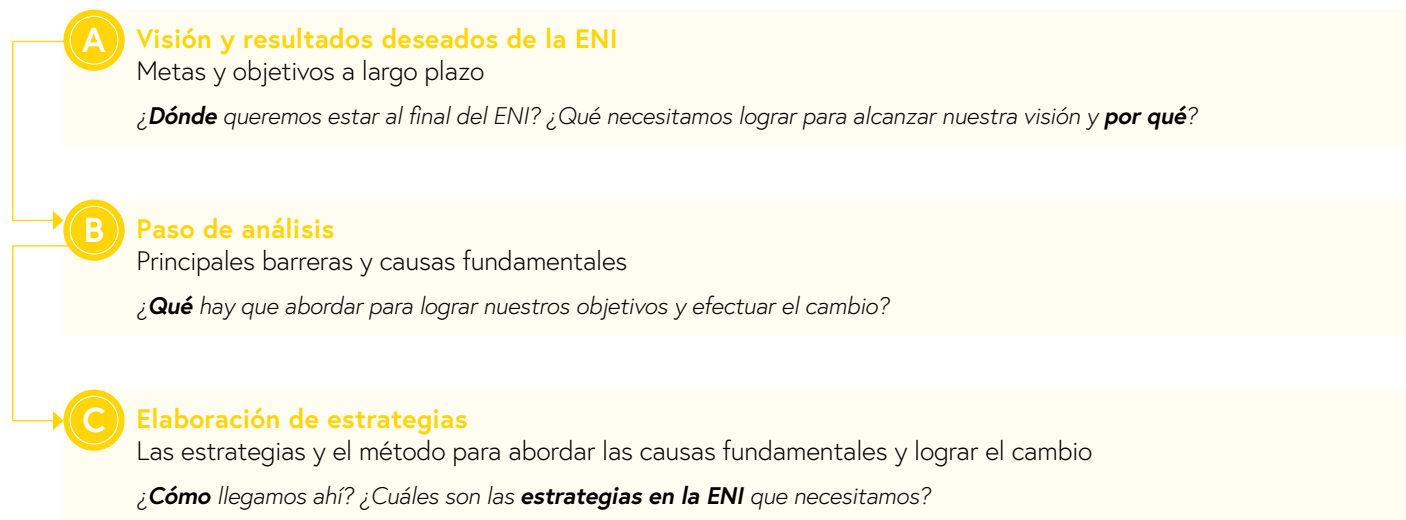 A
Visión y resultados deseados de la ENI
Metas y objetivos a largo plazo
¿Dónde queremos estar al final del ENI? ¿Qué necesitamos lograr para alcanzar nuestra visión y por qué?
B
Paso de análisis
Principales barreras y causas fundamentales
¿Qué hay que abordar para lograr nuestros objetivos y efectuar el cambio?
C
Elaboración de estrategias
Las estrategias y el método para abordar las causas fundamentales y lograr el cambio
¿Cómo llegamos ahí? ¿Cuáles son las estrategias en la ENI que necesitamos?